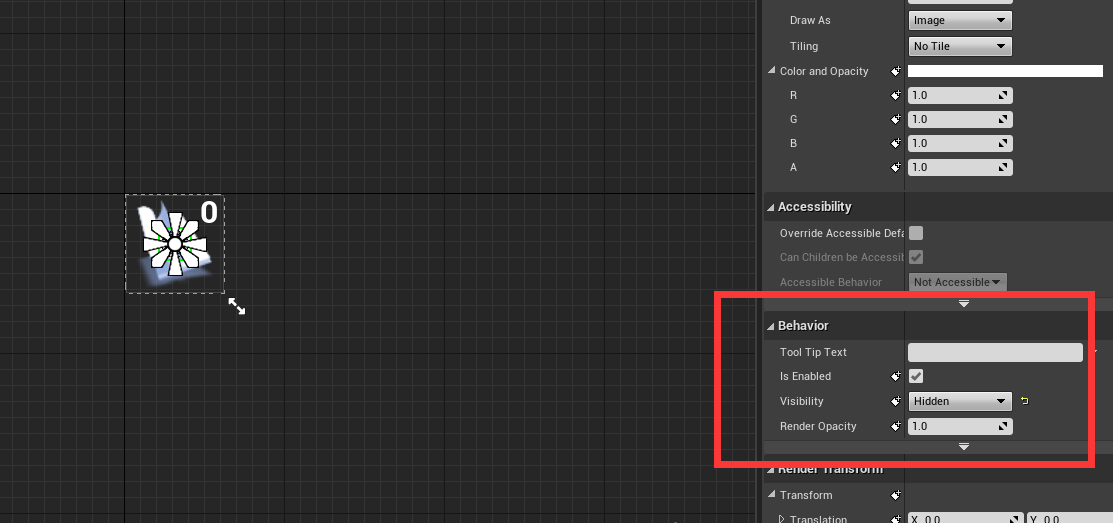 Draw As
Image
Tiling
No Tile
Color and Opacity
R
1.0
G
1.0
B
1.0
A
1.0
0
Accessibility
Override Accessible Defa
Can Children be Accessit
Accessible Behavior
Not Accessible
Behavior
Tool Tip Text
Is Enabled
Visibility
Hidden
Render Opacity
1.0
Render Transform
Transform
Translation
X 0.0
Y 0.0